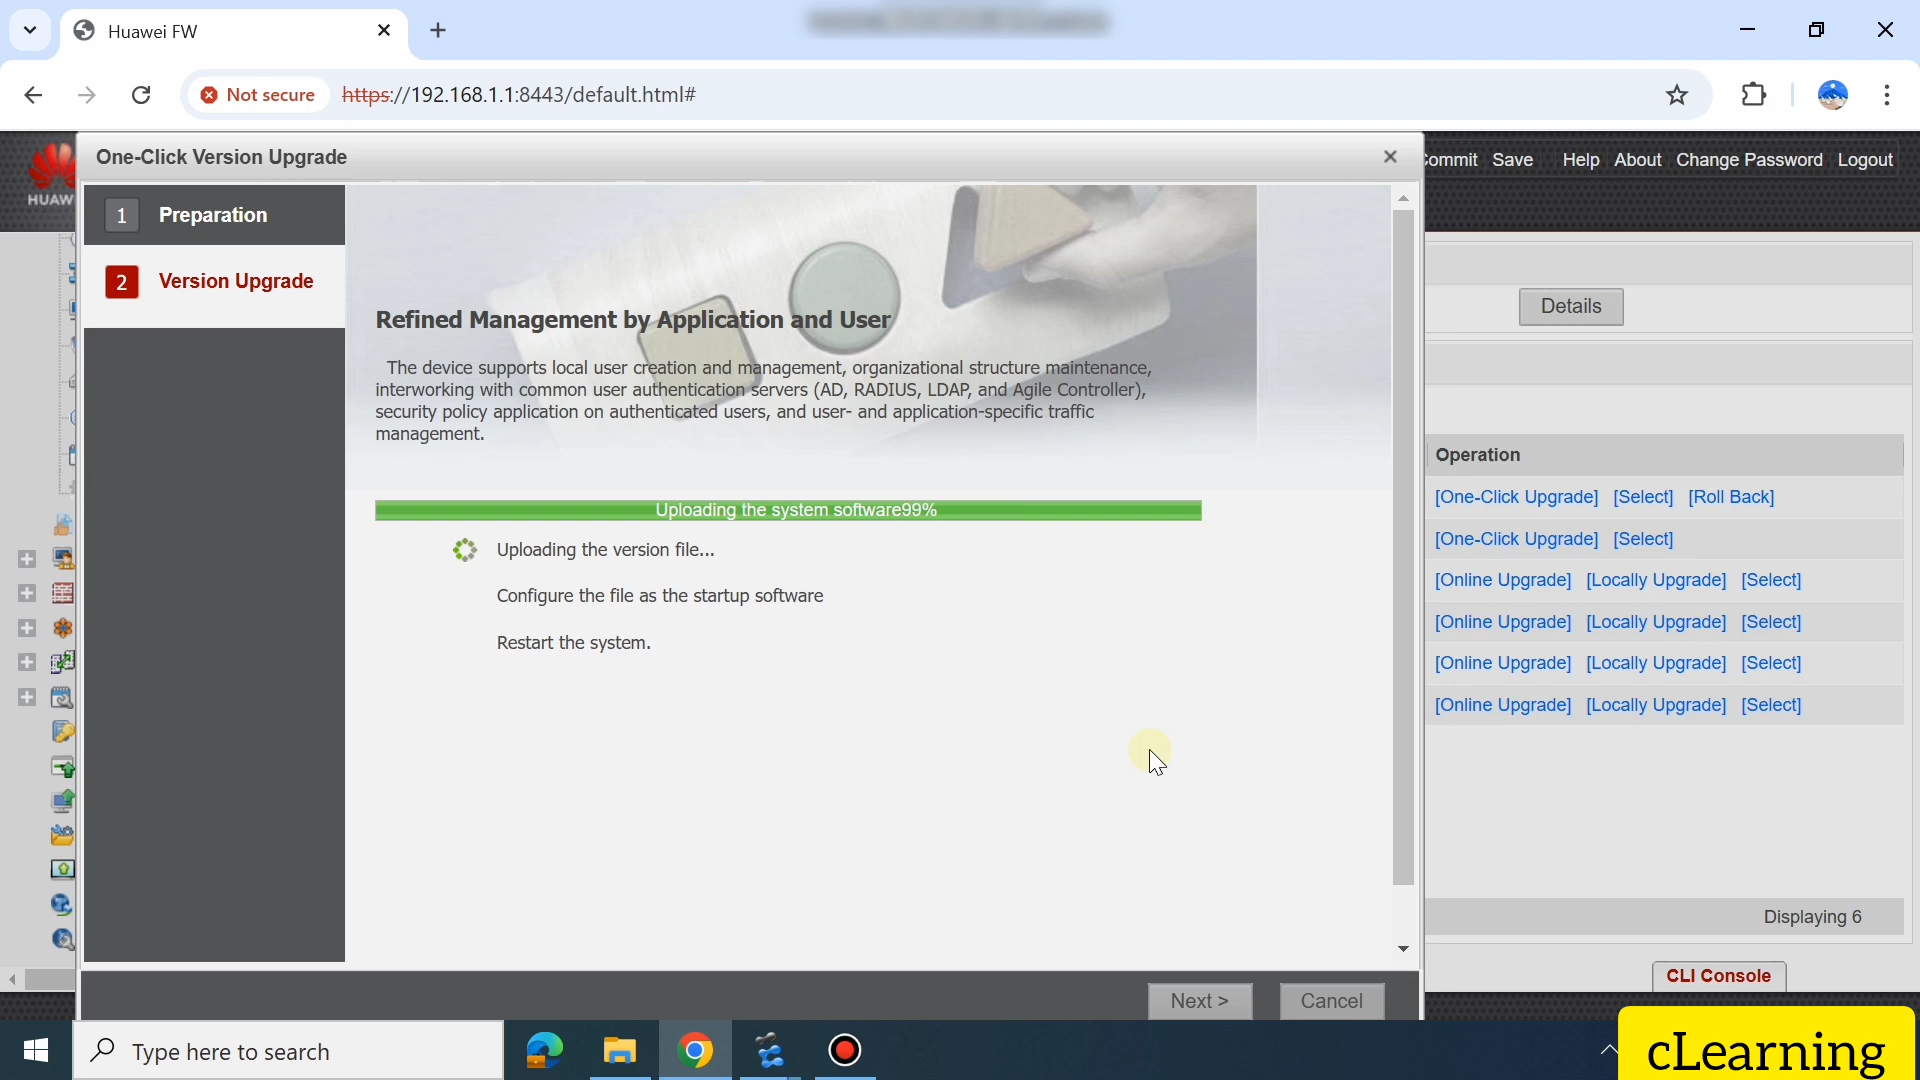 Huawei FW
Not secure
https://192.168.1.1:8443/default.html#
One-Click Version Upgrade
Commit Save Help About Change Password Logout
HUAW
1 Preparation
2 Version Upgrade
Details
Refined Management by Application and User
The device supports local user creation and management, organizational structure maintenance,
interworking with common user authentication servers (AD, RADIUS, LDAP, and Agile Controller),
security policy application on authenticated users, and user- and application-specific traffic
management.
Uploading the system software99%
Uploading the version file...
Configure the file as the startup software
Restart the system.
Operation
[One-Click Upgrade] [Select] [Roll Back]
[One-Click Upgrade] [Select]
[Online Upgrade] [Locally Upgrade] [Select]
[Online Upgrade] [Locally Upgrade] [Select]
[Online Upgrade] [Locally Upgrade] [Select]
[Online Upgrade] [Locally Upgrade] [Select]
Displaying 6
CLI Console
Next >
Cancel
Type here to search
cLearning